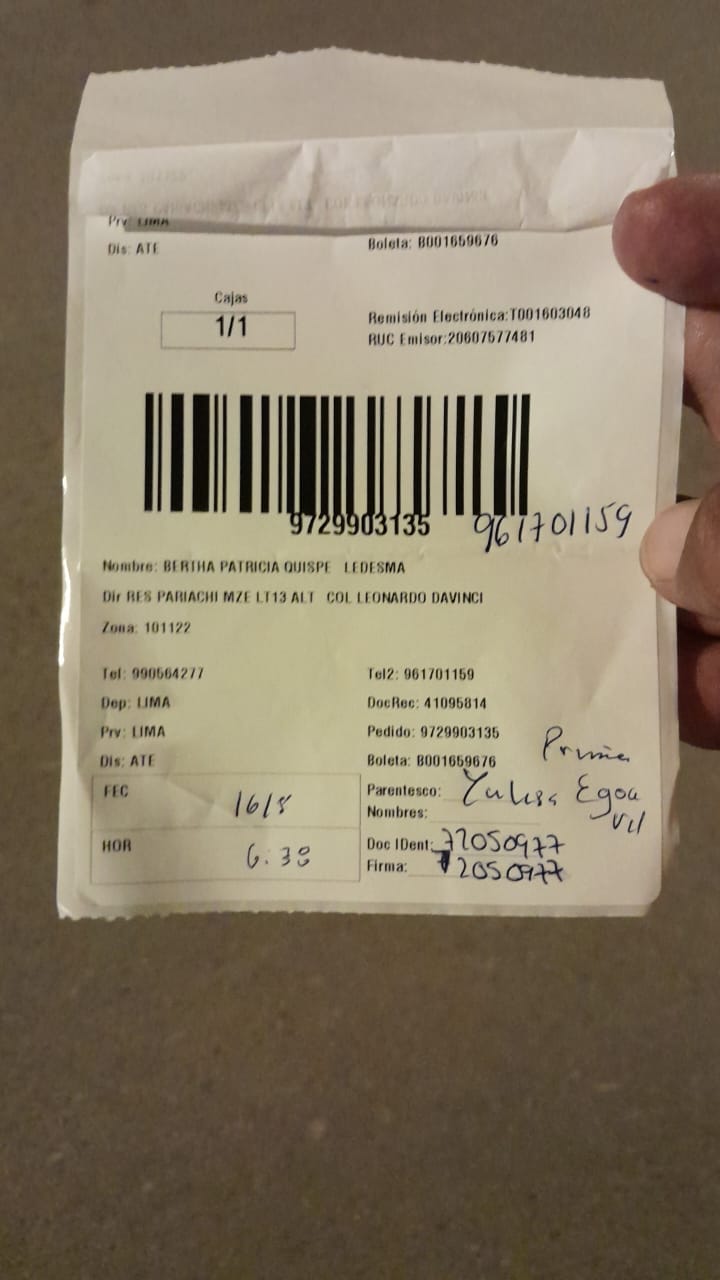 Prv: LIMA
Dis: ATE
Boleta: B001659676
Cajas
1/1
Remisión Electrónica:T001603048
RUC Emisor:20607577481
9729903135
961701159
Nombre: BERTHA PATRICIA QUISPE LEDESMA
Dir RES PARIACHI MZE LT13 ALT COL LEONARDO DAVINCI
Zona: 101122
Tel: 990564277
Tel2: 961701159
Dep: LIMA
DocRec: 41095814
Prv: LIMA
Pedido: 9729903135
Dis: ATE
Boleta: B001659676
FEC
16/8
HOR
6:38
Parentesco:
Nombres:
Doc IDent: 72050977
Firma: 72050977